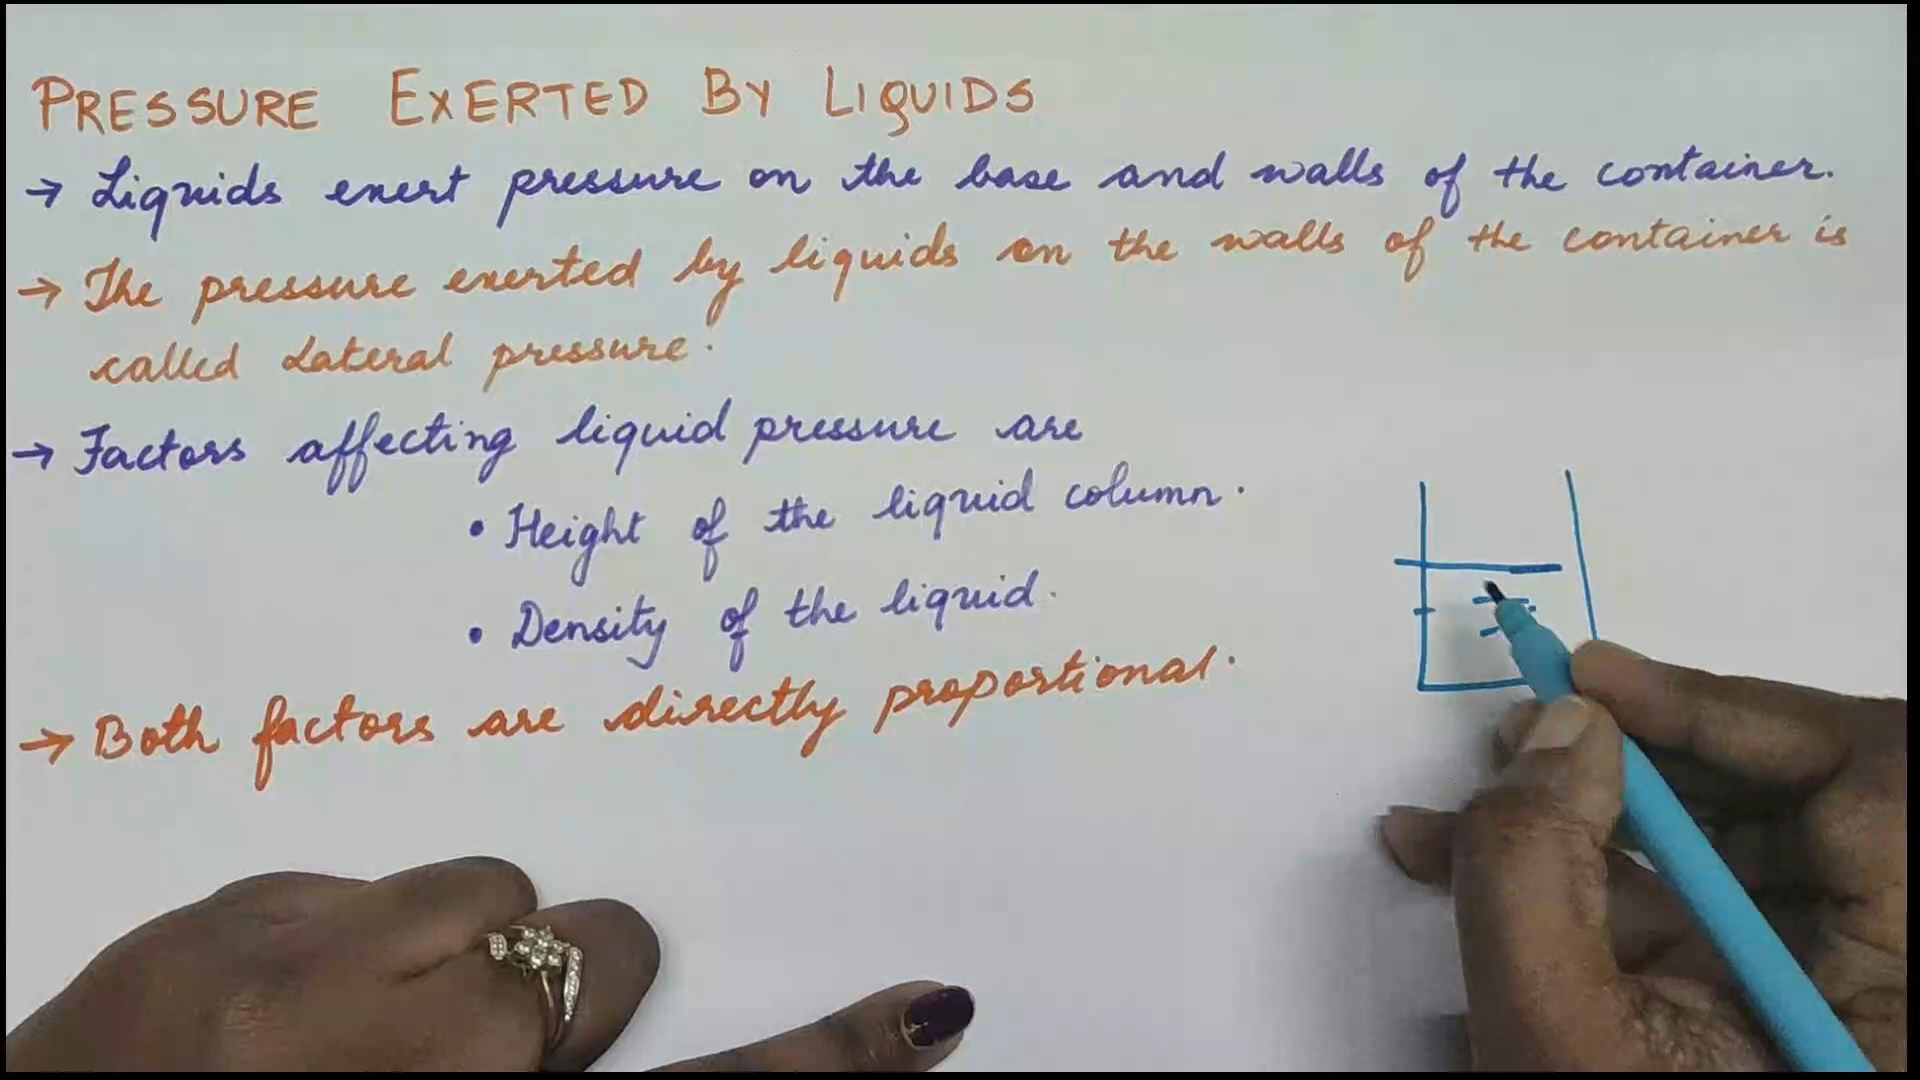 PRESSURE EXERTED BY LIQUIDS
→ Liquids exert pressure on the base and walls of the container.
→ The pressure exerted by liquids on the walls of the container is
called Lateral pressure.
→ Factors affecting liquid pressure are
• Height of the liquid column.
• Density of the liquid.
→ Both factors are directly proportional.